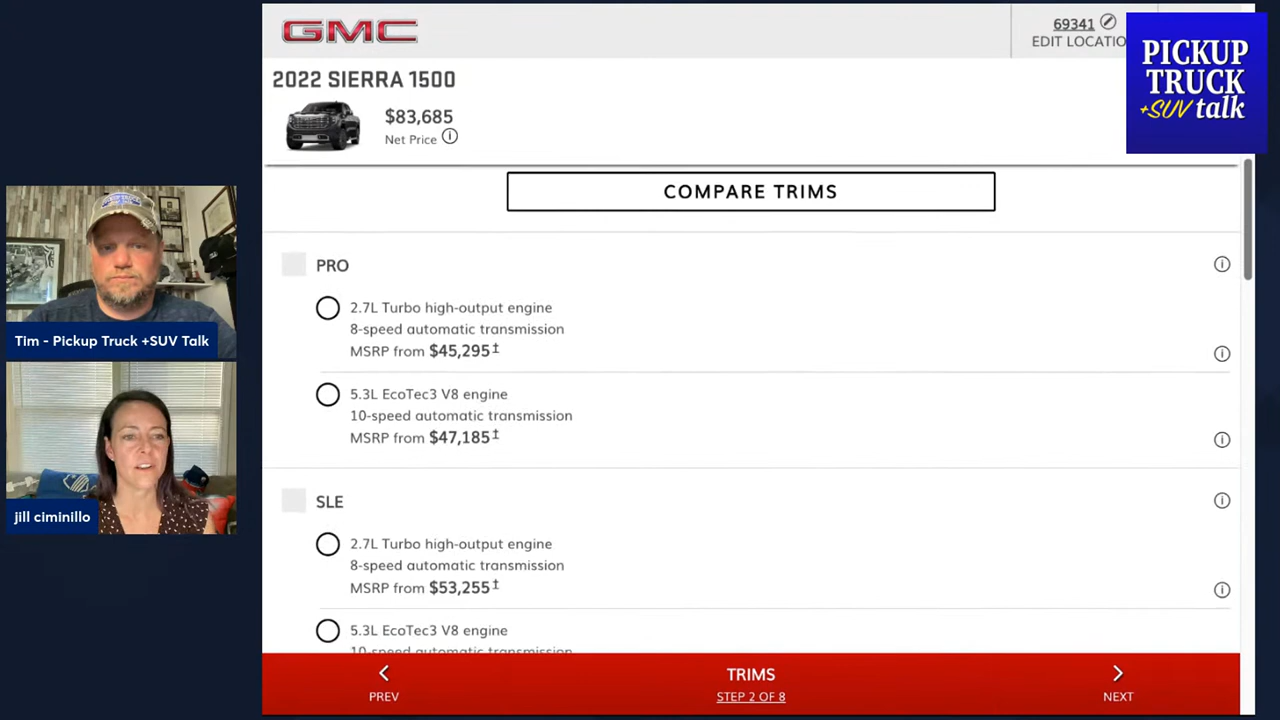 GMC
69341
EDIT LOCATIO
PICKUP
TRUCK
+SUV talk
2022 SIERRA 1500
$83,685
Net Price
COMPARE TRIMS
PRO
2.7L Turbo high-output engine
8-speed automatic transmission
MSRP from $45,295‡
5.3L EcoTec3 V8 engine
10-speed automatic transmission
MSRP from $47,185‡
SLE
2.7L Turbo high-output engine
8-speed automatic transmission
MSRP from $53,255‡
5.3L EcoTec3 V8 engine
10-speed automatic transmission
Tim - Pickup Truck +SUV Talk
jill ciminillo
PREV
TRIMS
STEP 2 OF 8
NEXT